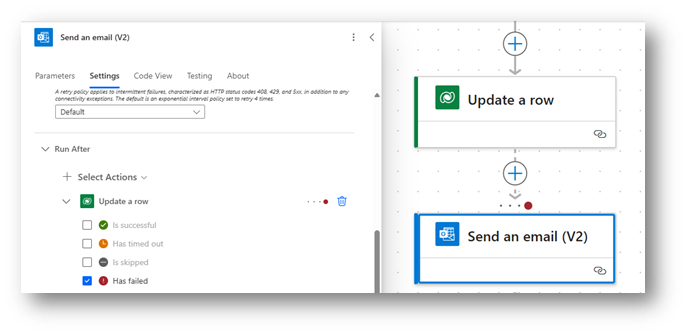 Send an email (V2)
Parameters Settings Code View Testing About
A retry policy applies to intermittent failures, characterized as HTTP status codes 408, 429, and 5xx, in addition to any
connectivity exceptions. The default is an exponential interval policy set to retry 4 times.
Default
Run After
Select Actions
Update a row
Is successful
Has timed out
Is skipped
Has failed
Update a row
Send an email (V2)